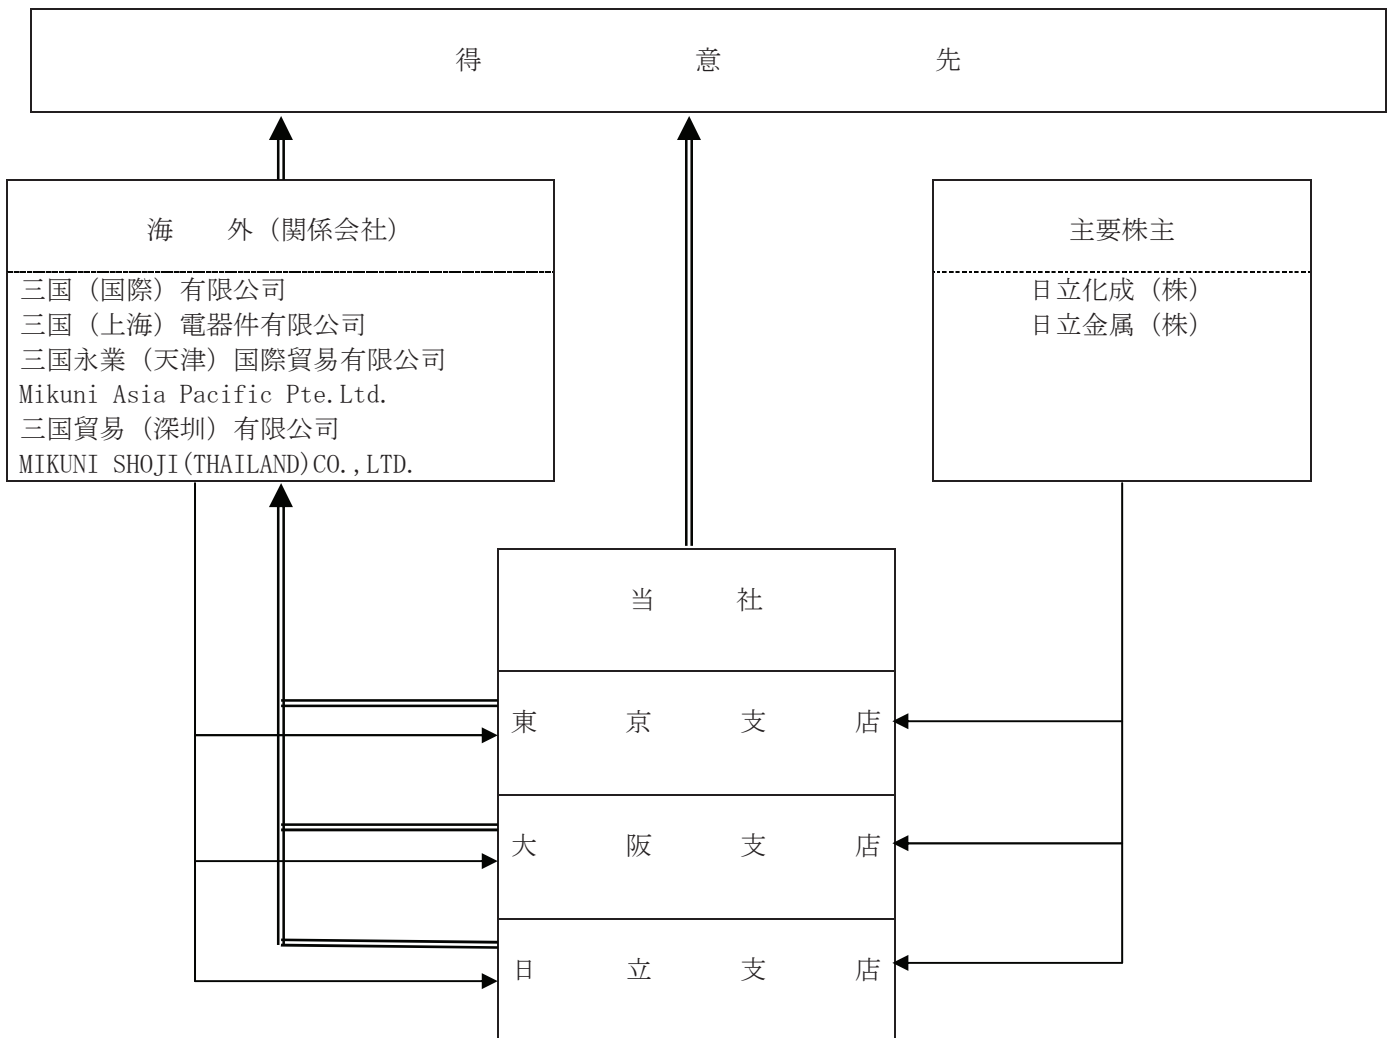 得 意 先
海 外（関係会社）
三国（国際）有限公司
三国（上海）電器件有限公司
三国永業（天津）国際貿易有限公司
Mikuni Asia Pacific Pte.Ltd.
三国貿易（深圳）有限公司
MIKUNI SHOJI(THAILAND)CO.,LTD.
主要株主
日立化成（株）
日立金属（株）
当 社
東 京 支 店
大 阪 支 店
日 立 支 店